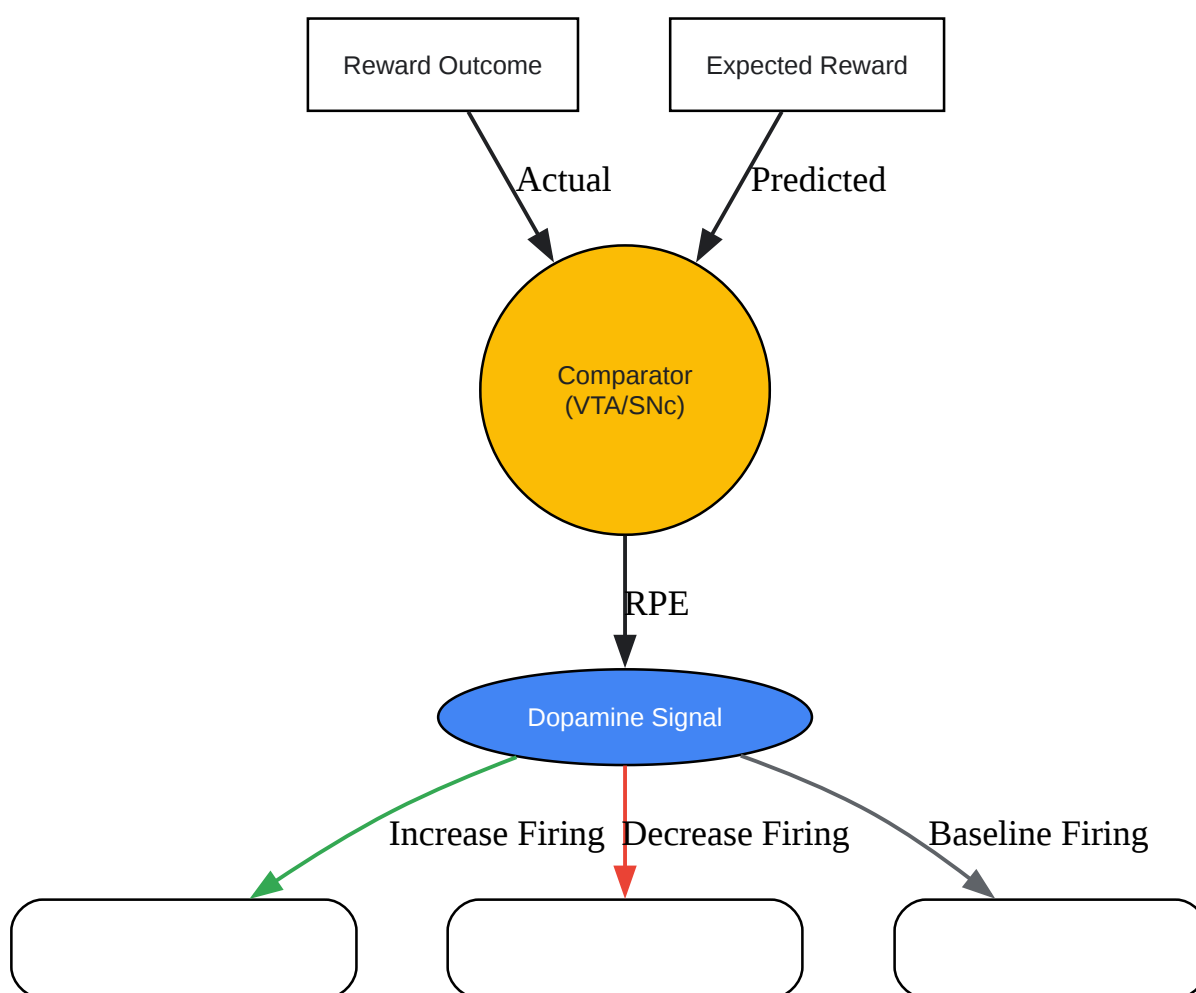 Reward Outcome
Expected Reward
Actual
Predicted
Comparator
(VTA/SNc)
RPE
Dopamine Signal
Increase Firing
Decrease Firing
Baseline Firing